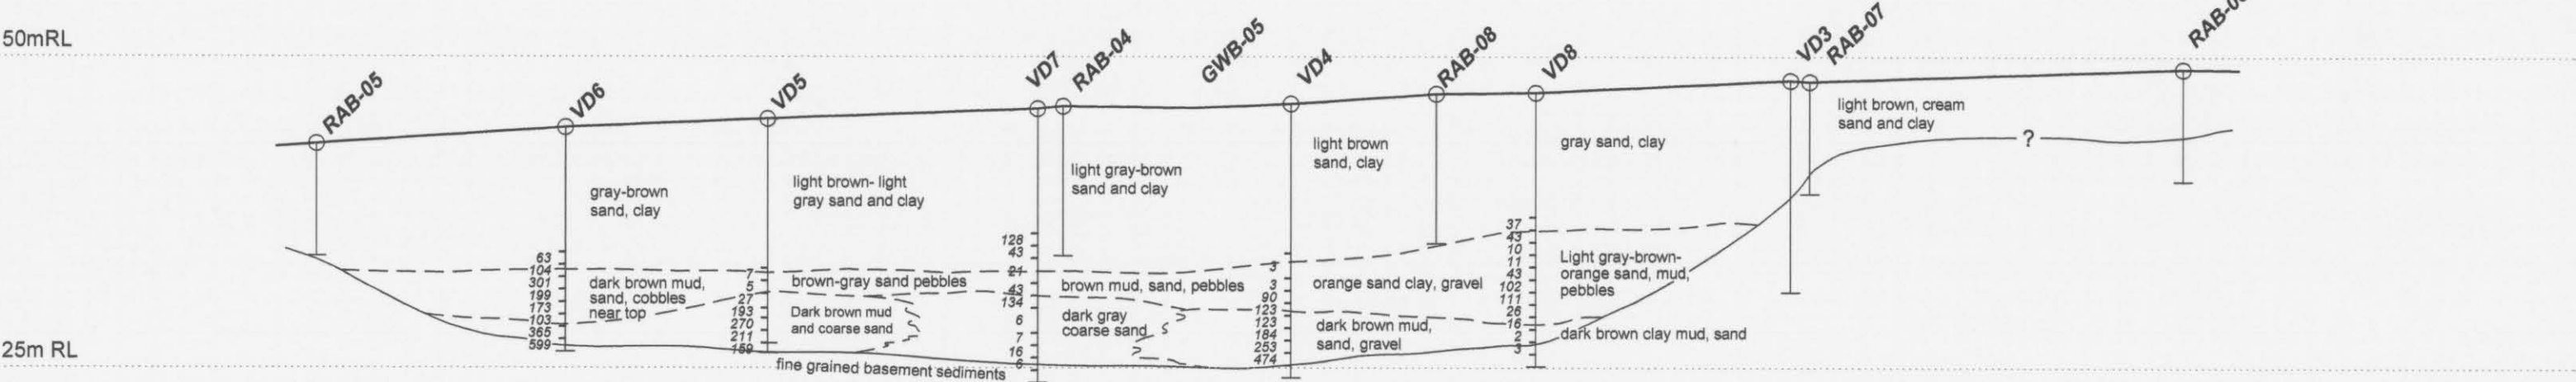 50mRL
RAB-05
VD6
VD5
VD7
RAB-04
GWB-05
VD4
RAB-08
VD8
VD3
RAB-07
light brown, cream
sand and clay
?
gray-brown
sand, clay
light brown- light
gray sand and clay
light gray-brown
sand and clay
light brown
sand, clay
gray sand, clay
63
104
301
199
173
103
365
599
dark brown mud,
sand, cobbles
near top
7
5
27
193
270
211
159
brown-gray sand pebbles
Dark brown mud
and coarse sand
128
43
21
43
134
6
7
16
6
brown mud, sand, pebbles
dark gray
coarse sand
3
3
90
123
123
184
253
474
orange sand clay, gravel
dark brown mud,
sand, gravel
37
43
10
11
43
102
111
26
16
2
3
Light gray-brown-
orange sand, mud,
pebbles
dark brown clay mud, sand
25m RL
fine grained basement sediments